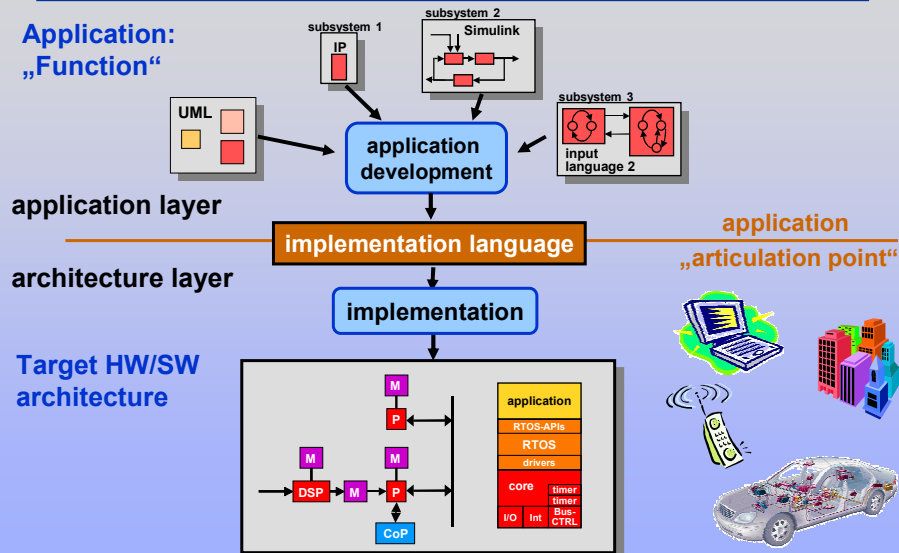 Application:
„Function“
subsystem 1
IP
subsystem 2
Simulink
UML
subsystem 3
input
language 2
application
development
application layer
implementation language
application
„articulation point“
architecture layer
implementation
Target HW/SW
architecture
M
P
M
M
DSP
M
P
CoP
application
RTOS-APIs
RTOS
drivers
core
timer
timer
I/O
Int
Bus-
CTRL